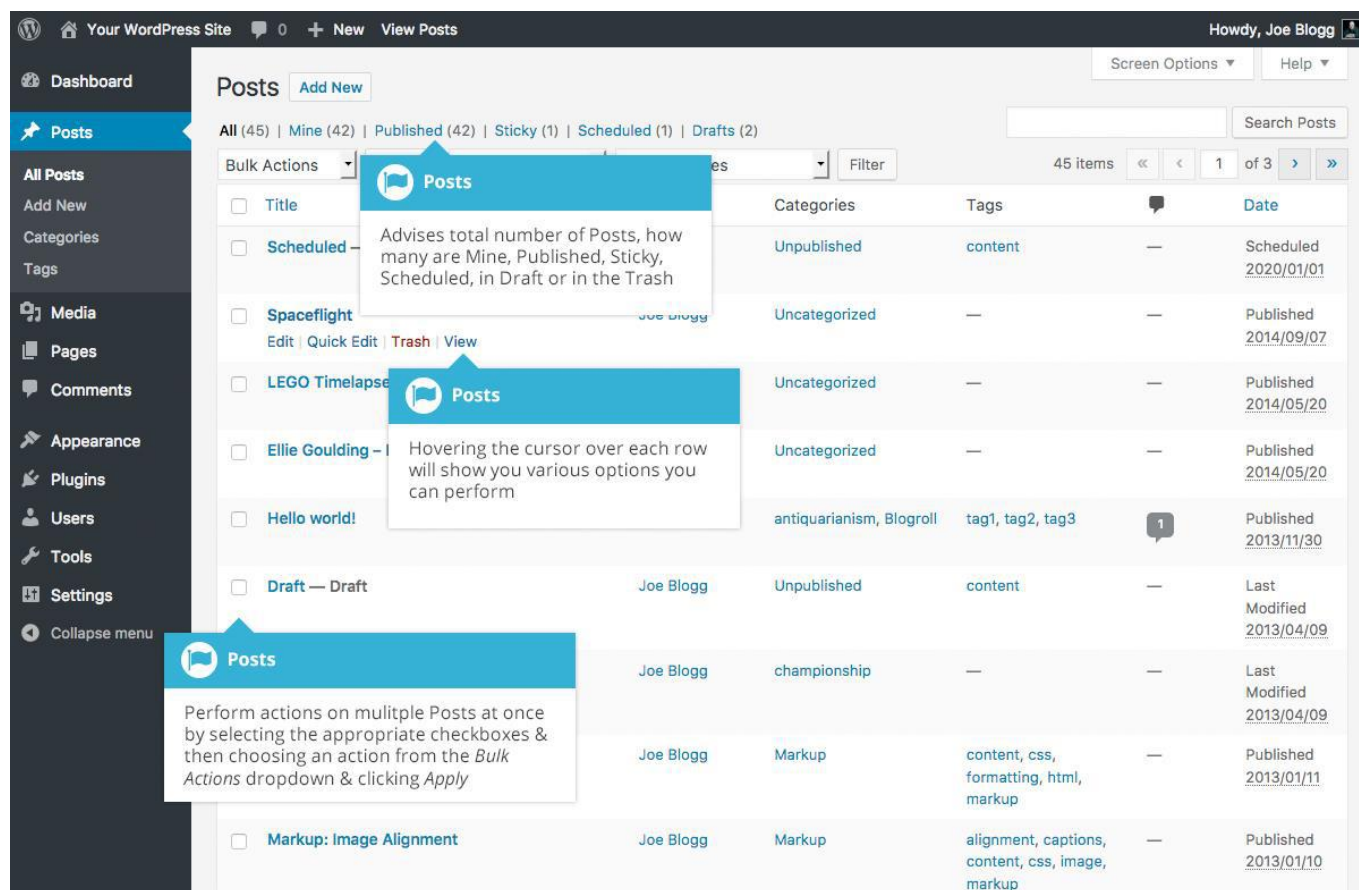 Your WordPress Site 0 + New View Posts Howdy, Joe Blogg
Screen Options ▼ Help ▼
Dashboard
Posts
All Posts
Add New
Categories
Tags
Media
Pages
Comments
Appearance
Plugins
Users
Tools
Settings
Collapse menu
Posts Add New
All (45) | Mine (42) | Published (42) | Sticky (1) | Scheduled (1) | Drafts (2)
Search Posts
Bulk Actions Filter 45 items « ‹ 1 of 3 › »
Posts
Advises total number of Posts, how
many are Mine, Published, Sticky,
Scheduled, in Draft or in the Trash
Title Categories Tags Date
Scheduled — Unpublished content — Scheduled
2020/01/01
Spaceflight Joe Blogg Uncategorized — — Published
2014/09/07
Edit | Quick Edit | Trash | View
Posts
Hovering the cursor over each row
will show you various options you
can perform
LEGO Timelapse Uncategorized — — Published
2014/05/20
Ellie Goulding – Uncategorized — — Published
2014/05/20
Hello world! antiquarianism, Blogroll tag1, tag2, tag3 1 Published
2013/11/30
Draft — Draft Joe Blogg Unpublished content — Last
Modified
2013/04/09
Posts
Perform actions on mulitple Posts at once
by selecting the appropriate checkboxes &
then choosing an action from the Bulk
Actions dropdown & clicking Apply
Joe Blogg championship — — Last
Modified
2013/04/09
Joe Blogg Markup content, css, — Published
formatting, html, 2013/01/11
markup
Markup: Image Alignment Joe Blogg Markup alignment, captions, — Published
content, css, image, 2013/01/10
markup